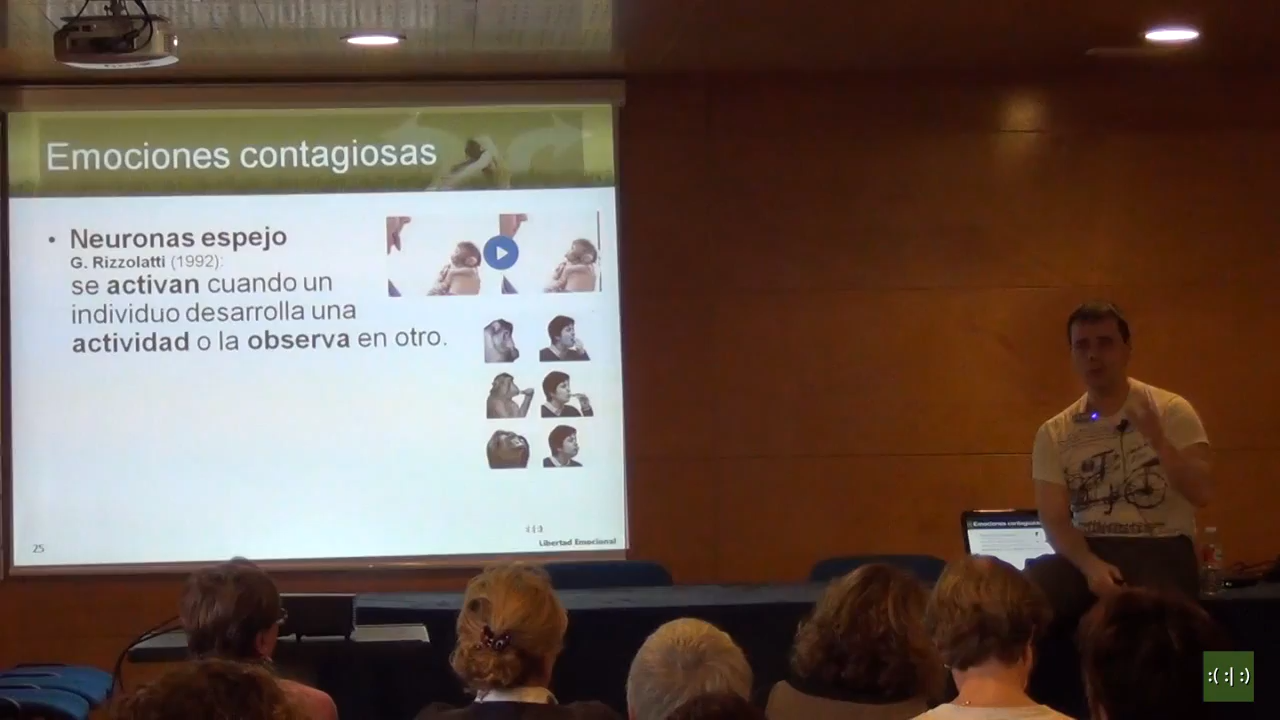 Emociones contagiosas
• Neuronas espejo
G. Rizzolatti (1992):
se activan cuando un
individuo desarrolla una
actividad o la observa en otro.
:( :| :)
Libertad Emocional
25
Emociones contagiosas
:( :| :)